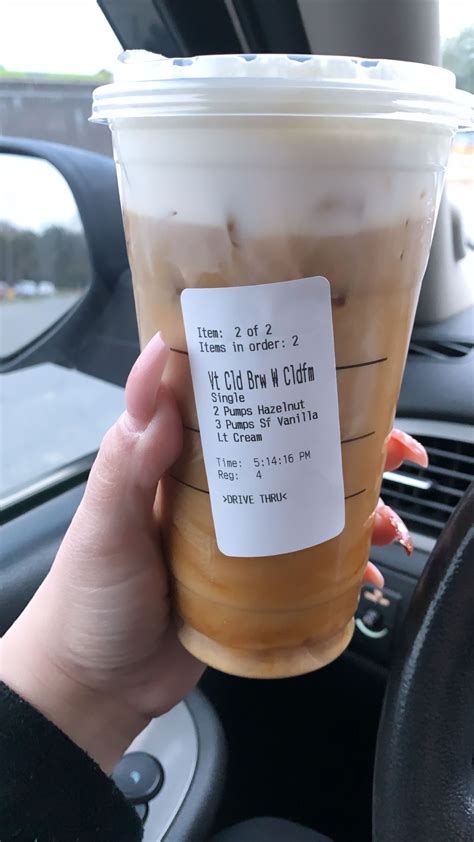 Item: 2 of 2
Items in order: 2
Vt Cld Brw W Cldfm
Single
2 Pumps Hazelnut
3 Pumps Sf Vanilla
Lt Cream
Time: 5:14:16 PM
Reg: 4
>DRIVE THRU<